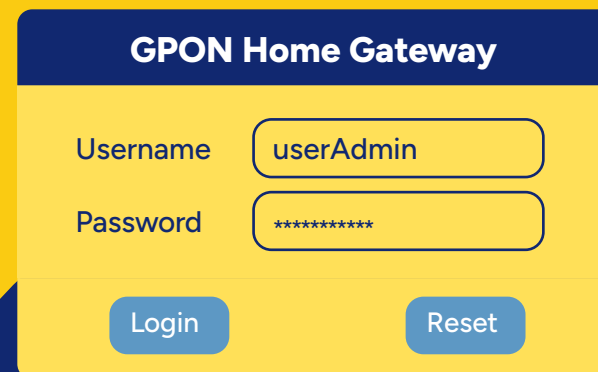 GPON Home Gateway
Username userAdmin
Password ***********
Login Reset